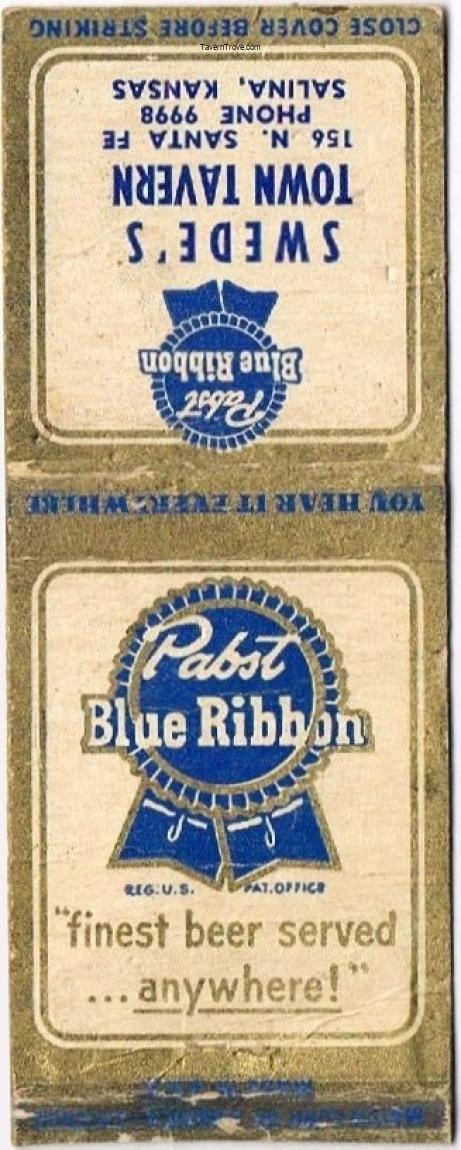 CLOSE COVER BEFORE STRIKING
TavernTrove.com
SWEDE'S
TOWN TAVERN
156 N. SANTA FE
PHONE 9998
SALINA, KANSAS
Pabst
Blue Ribbon
YOU HEAR IT EVERYWHERE
Pabst
Blue Ribbon
REG. U.S. PAT. OFFICE
"finest beer served
...anywhere!"